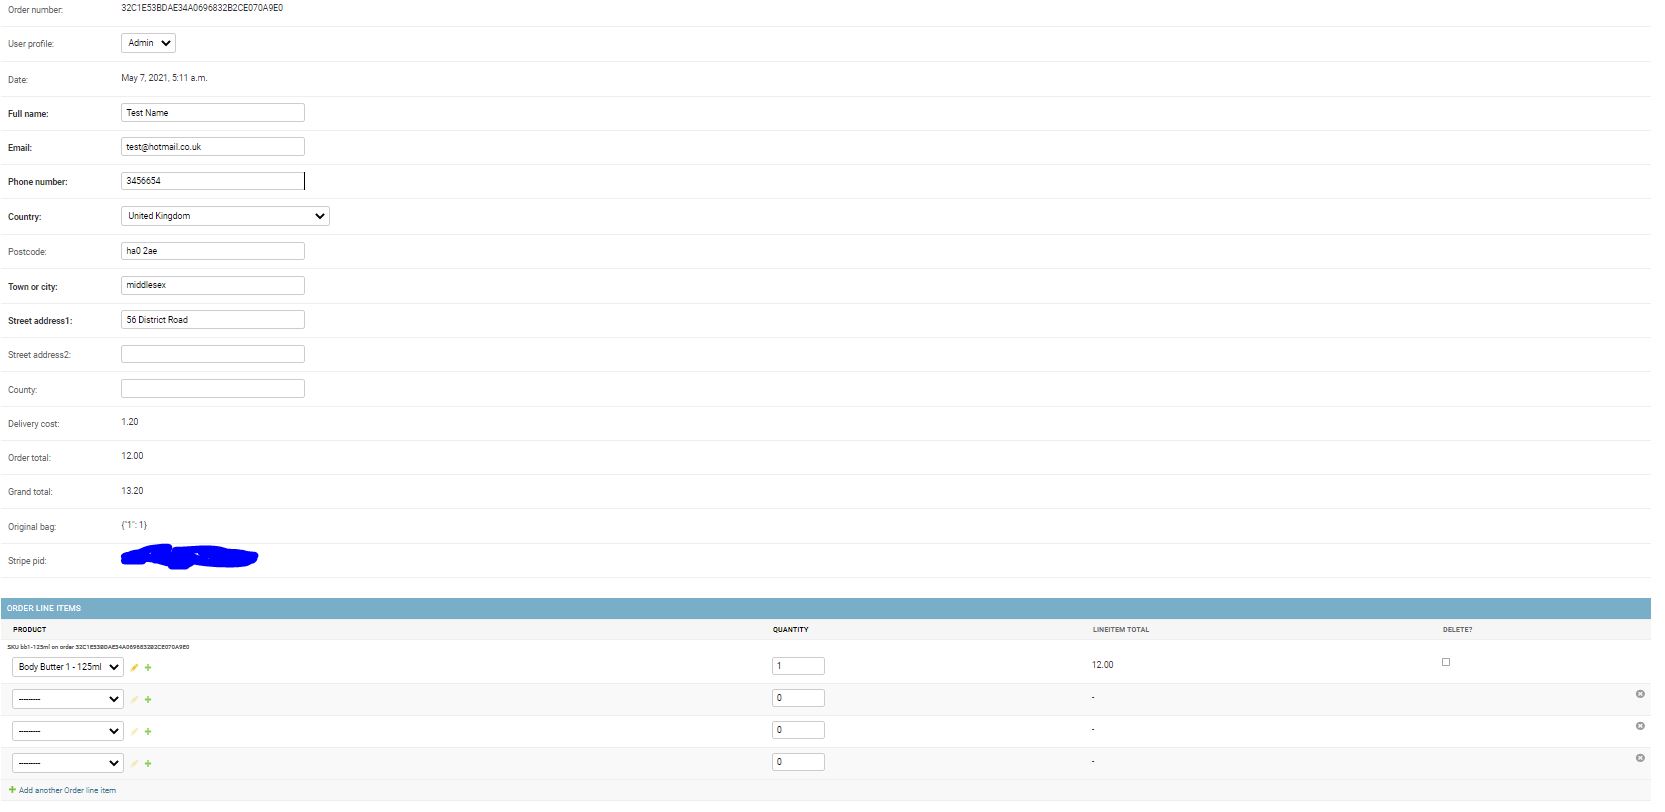 Order number: 32C1E53BDAE34A0696832B2CE070A9E0
User profile: Admin
Date: May 7, 2021, 5:11 a.m.
Full name: Test Name
Email: test@hotmail.co.uk
Phone number: 3456654
Country: United Kingdom
Postcode: ha0 2ae
Town or city: middlesex
Street address1: 56 District Road
Street address2:
County:
Delivery cost: 1.20
Order total: 12.00
Grand total: 13.20
Original bag: {"1": 1}
Stripe pid:
ORDER LINE ITEMS
PRODUCT QUANTITY LINEITEM TOTAL DELETE?
SKU bb1-125ml on order 32C1E53BDAE34A0696832B2CE070A9E0
Body Butter 1 - 125ml 1 12.00
--------- 0 -
--------- 0 -
--------- 0 -
Add another Order line item